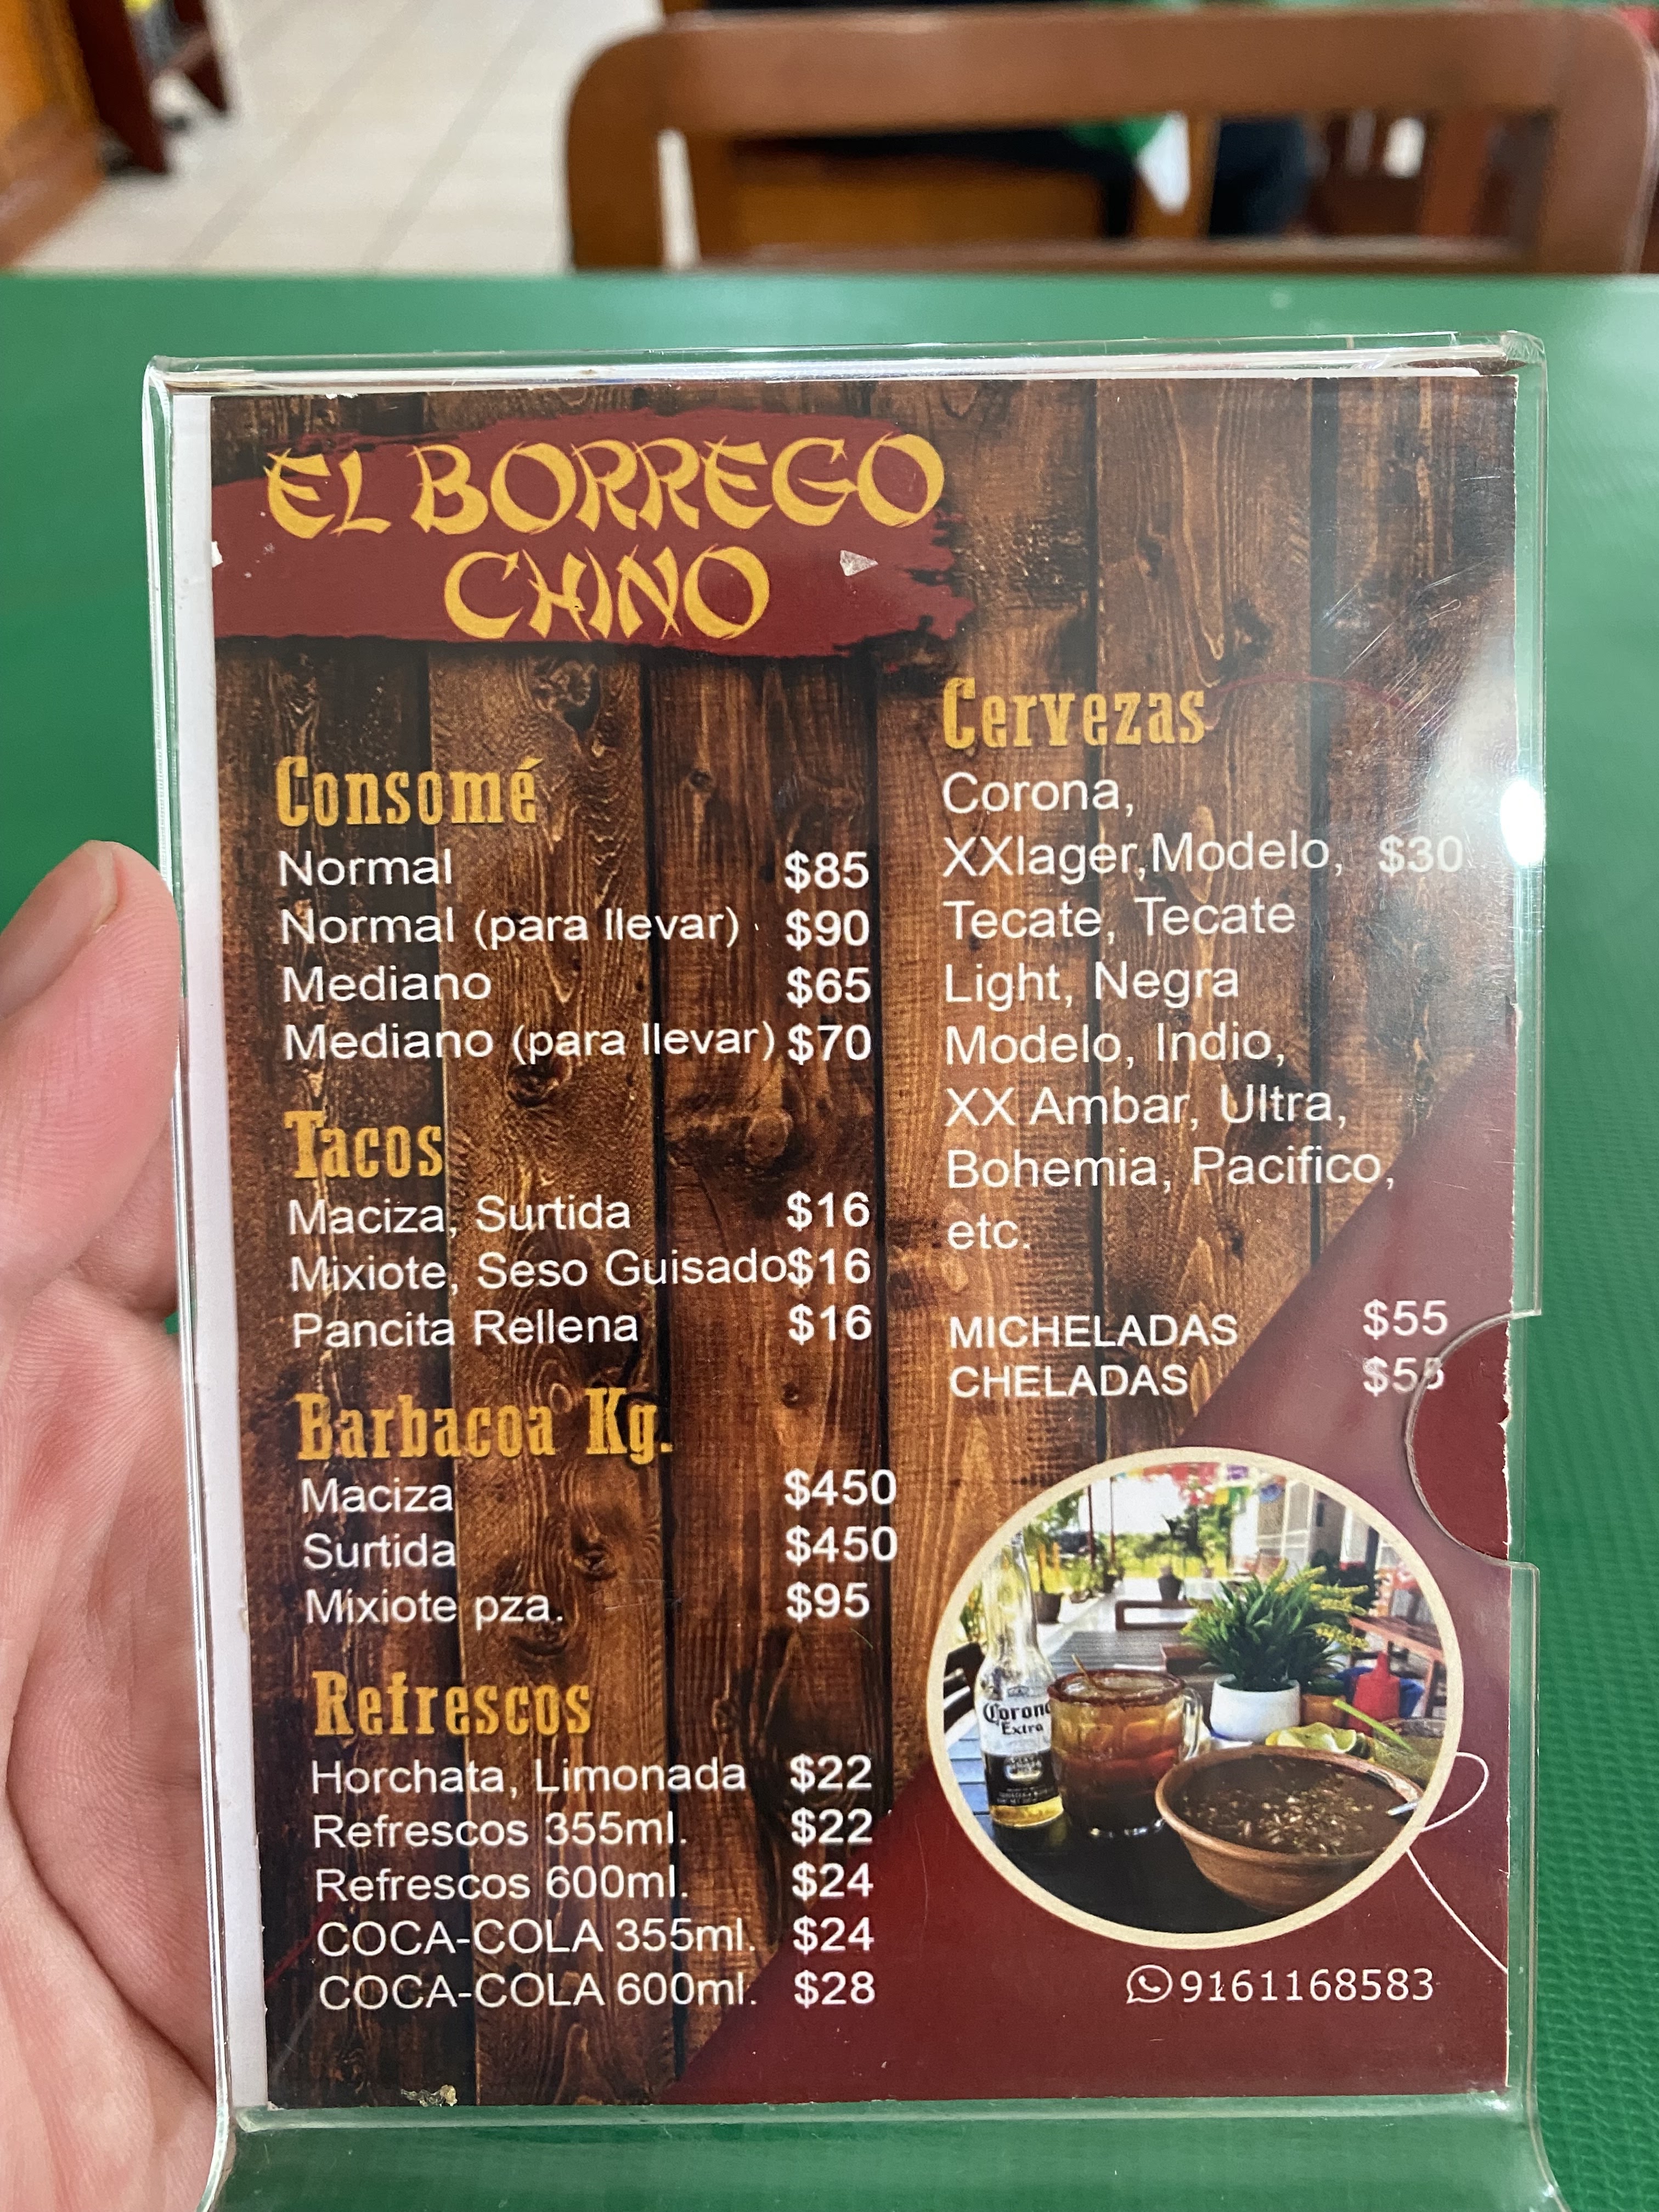 EL BORREGO
CHINO
Consomé
Normal $85
Normal (para llevar) $90
Mediano $65
Mediano (para llevar) $70
Tacos
Maciza, Surtida $16
Mixiote, Seso Guisado $16
Pancita Rellena $16
Barbacoa Kg.
Maciza $450
Surtida $450
Mixiote pza. $95
Refrescos
Horchata, Limonada $22
Refrescos 355ml. $22
Refrescos 600ml. $24
COCA-COLA 355ml. $24
COCA-COLA 600ml. $28
Cervezas
Corona,
XXlager,Modelo, $30
Tecate, Tecate
Light, Negra
Modelo, Indio,
XX Ambar, Ultra,
Bohemia, Pacifico,
etc.
MICHELADAS $55
CHELADAS $55
Corona
Extra
9161168583